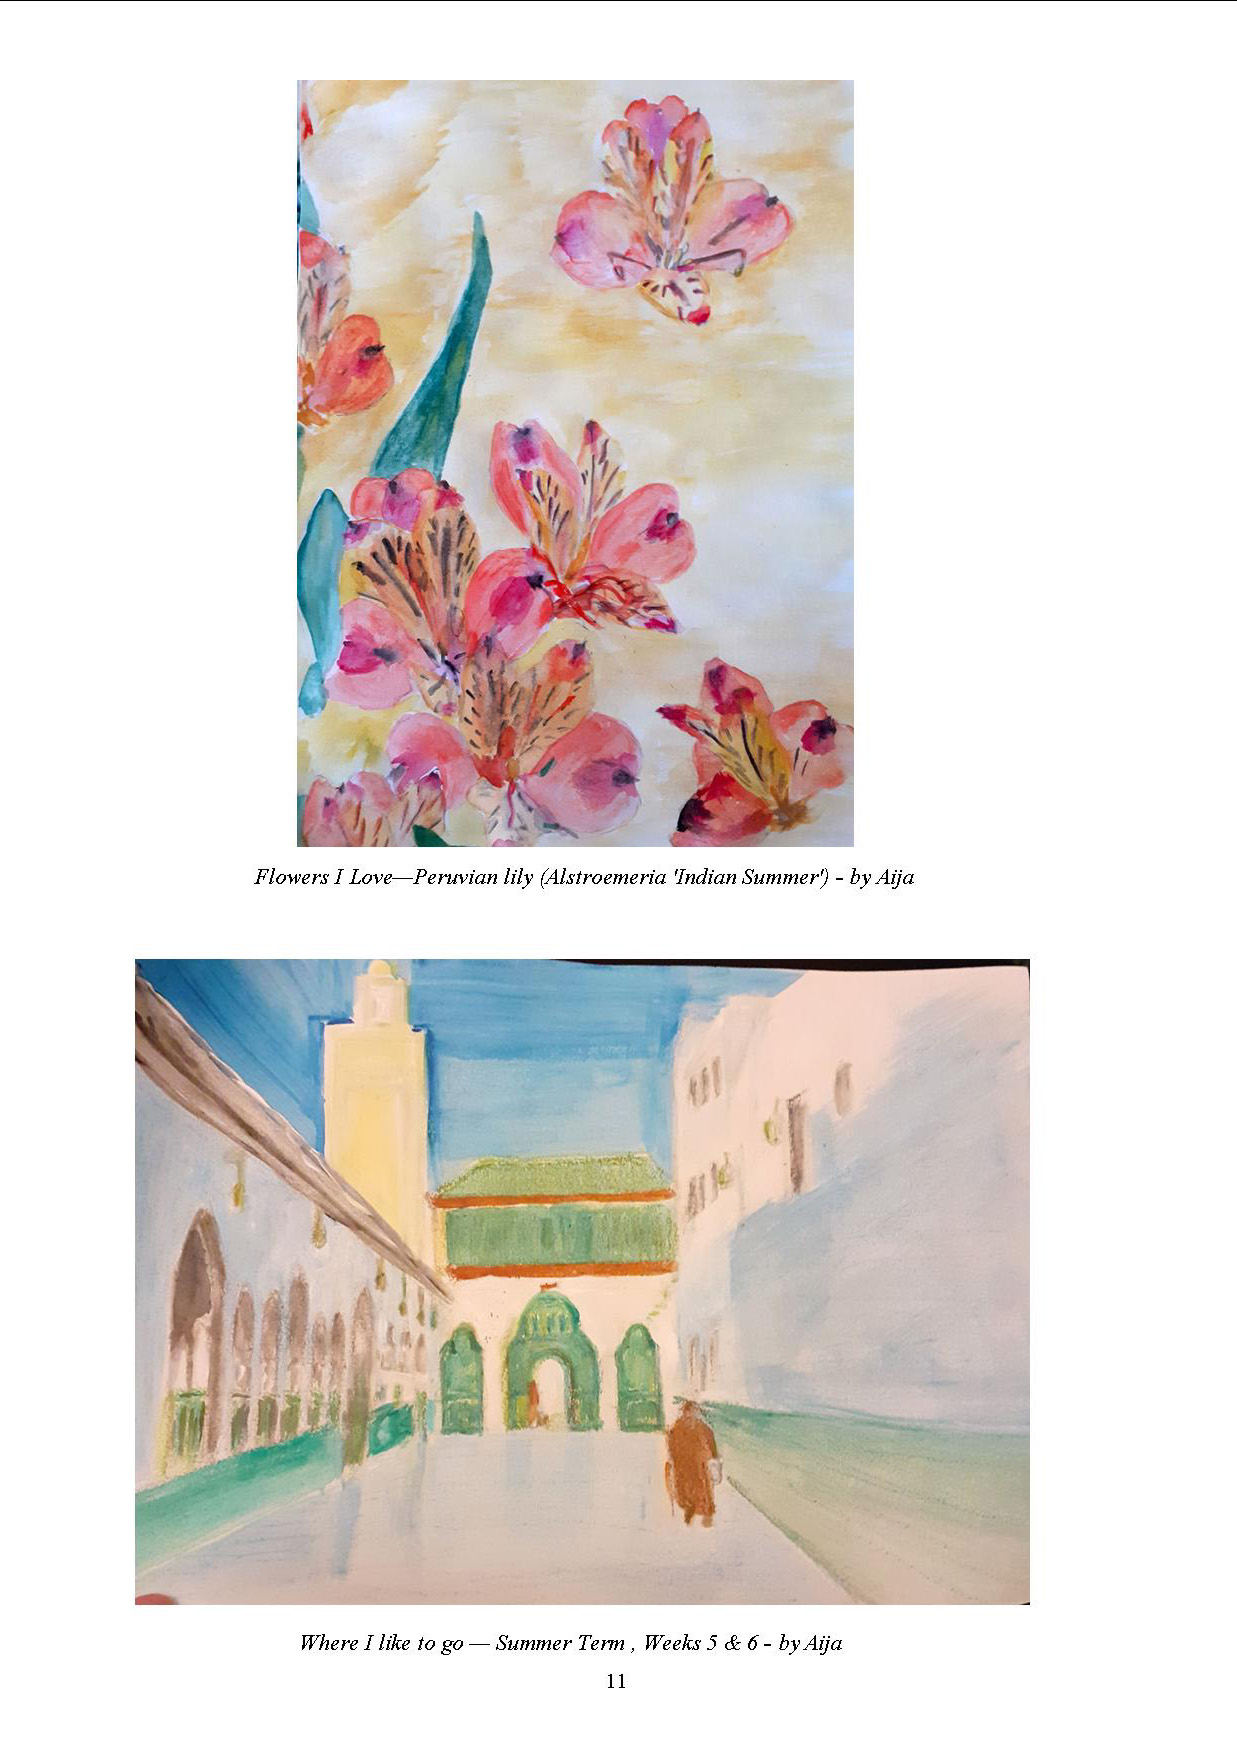 Flowers I Love—Peruvian lily (Alstroemeria 'Indian Summer') - by Aija
Where I like to go — Summer Term , Weeks 5 & 6 - by Aija
11